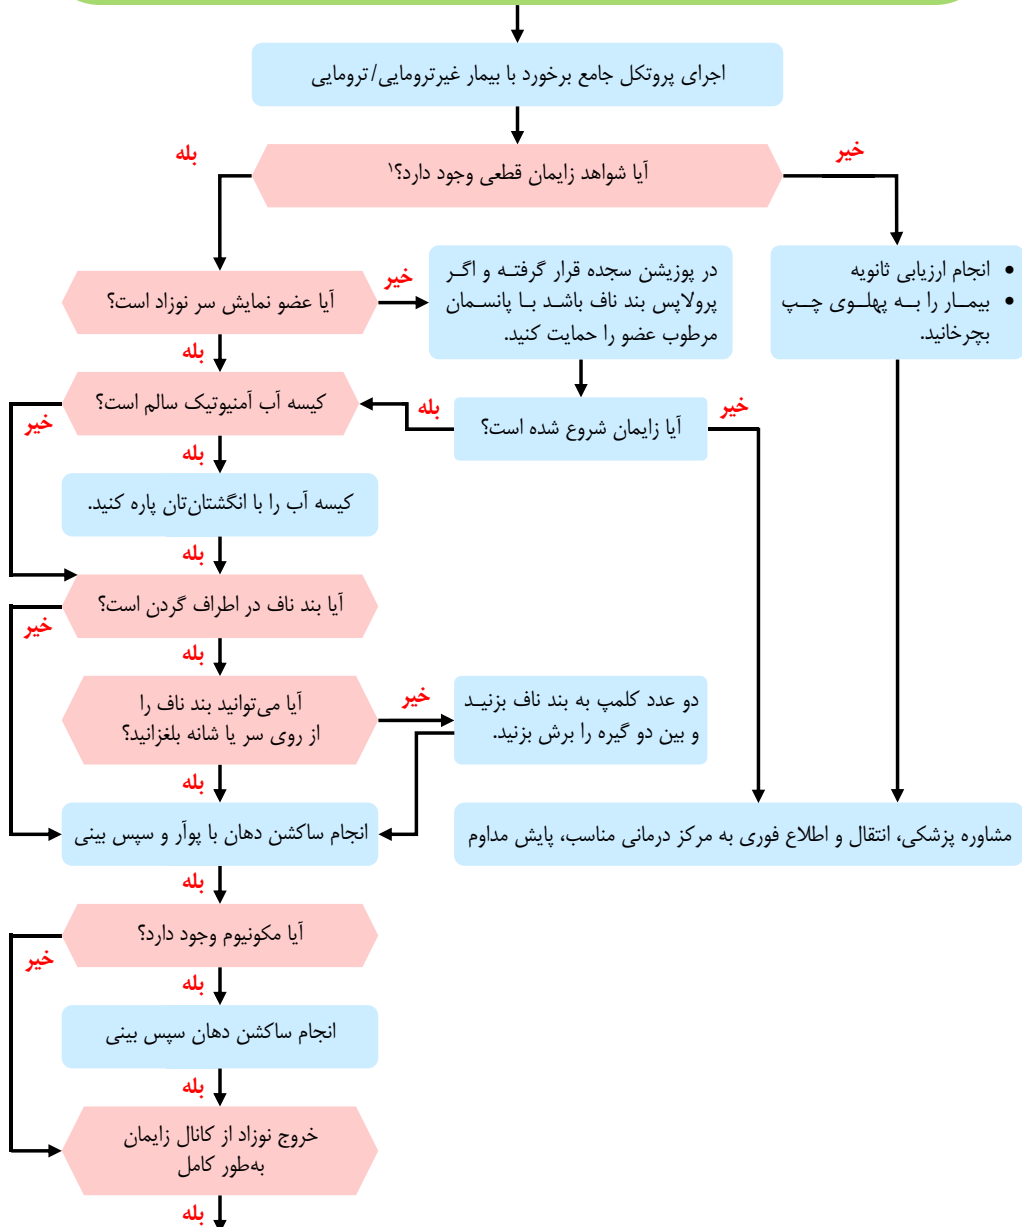 اجرای پروتکل جامع برخورد با بیمار غیرترومایی/ترومایی
خیر
بله
آیا شواهد زایمان قطعی وجود دارد؟۱
• انجام ارزیابی ثانویه
• بیمار را به پهلوی چپ
بچرخانید.
در پوزیشن سجده قرار گرفته و اگر
پرولاپس بند ناف باشد با پانسمان
مرطوب عضو را حمایت کنید.
خیر
آیا عضو نمایش سر نوزاد است؟
بله
خیر
آیا زایمان شروع شده است؟
بله
کیسه آب آمنیوتیک سالم است؟
خیر
بله
کیسه آب را با انگشتان‌تان پاره کنید.
بله
آیا بند ناف در اطراف گردن است؟
خیر
بله
دو عدد کلمپ به بند ناف بزنید
و بین دو گیره را برش بزنید.
خیر
آیا می‌توانید بند ناف را
از روی سر یا شانه بلغزانید؟
بله
مشاوره پزشکی، انتقال و اطلاع فوری به مرکز درمانی مناسب، پایش مداوم
انجام ساکشن دهان با پوآر و سپس بینی
بله
آیا مکونیوم وجود دارد؟
خیر
بله
انجام ساکشن دهان سپس بینی
بله
خروج نوزاد از کانال زایمان
به‌طور کامل
بله